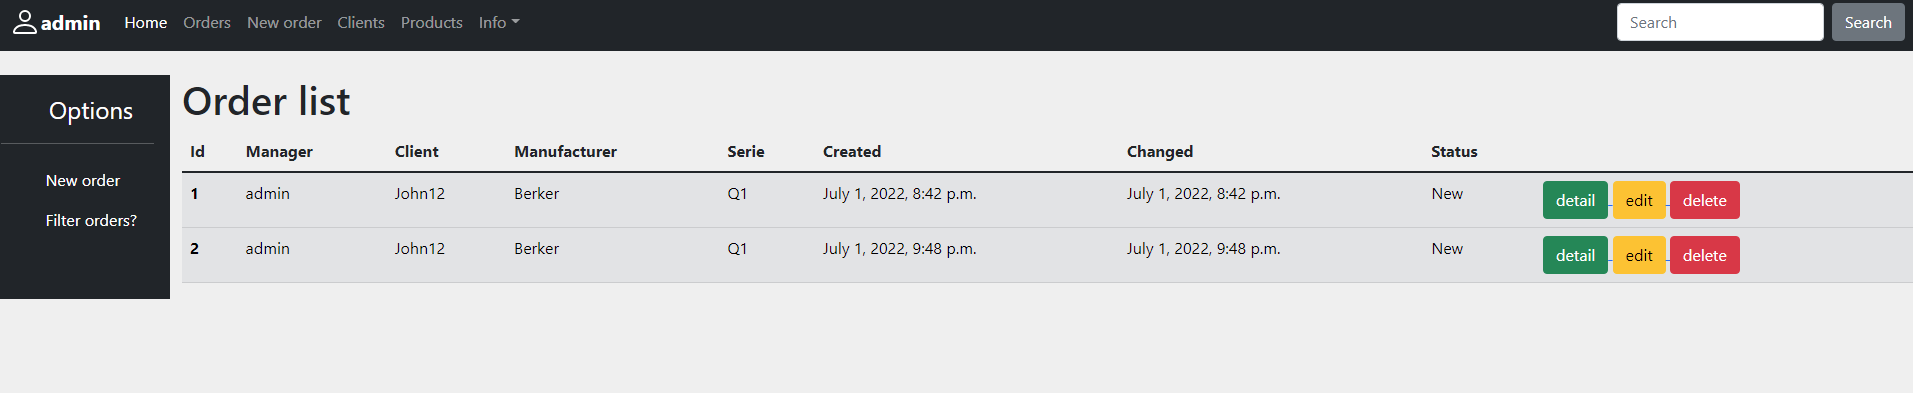 admin Home Orders New order Clients Products Info Search Search
Options
New order
Filter orders?
Order list
Id Manager Client Manufacturer Serie Created Changed Status
1 admin John12 Berker Q1 July 1, 2022, 8:42 p.m. July 1, 2022, 8:42 p.m. New detail edit delete
2 admin John12 Berker Q1 July 1, 2022, 9:48 p.m. July 1, 2022, 9:48 p.m. New detail edit delete